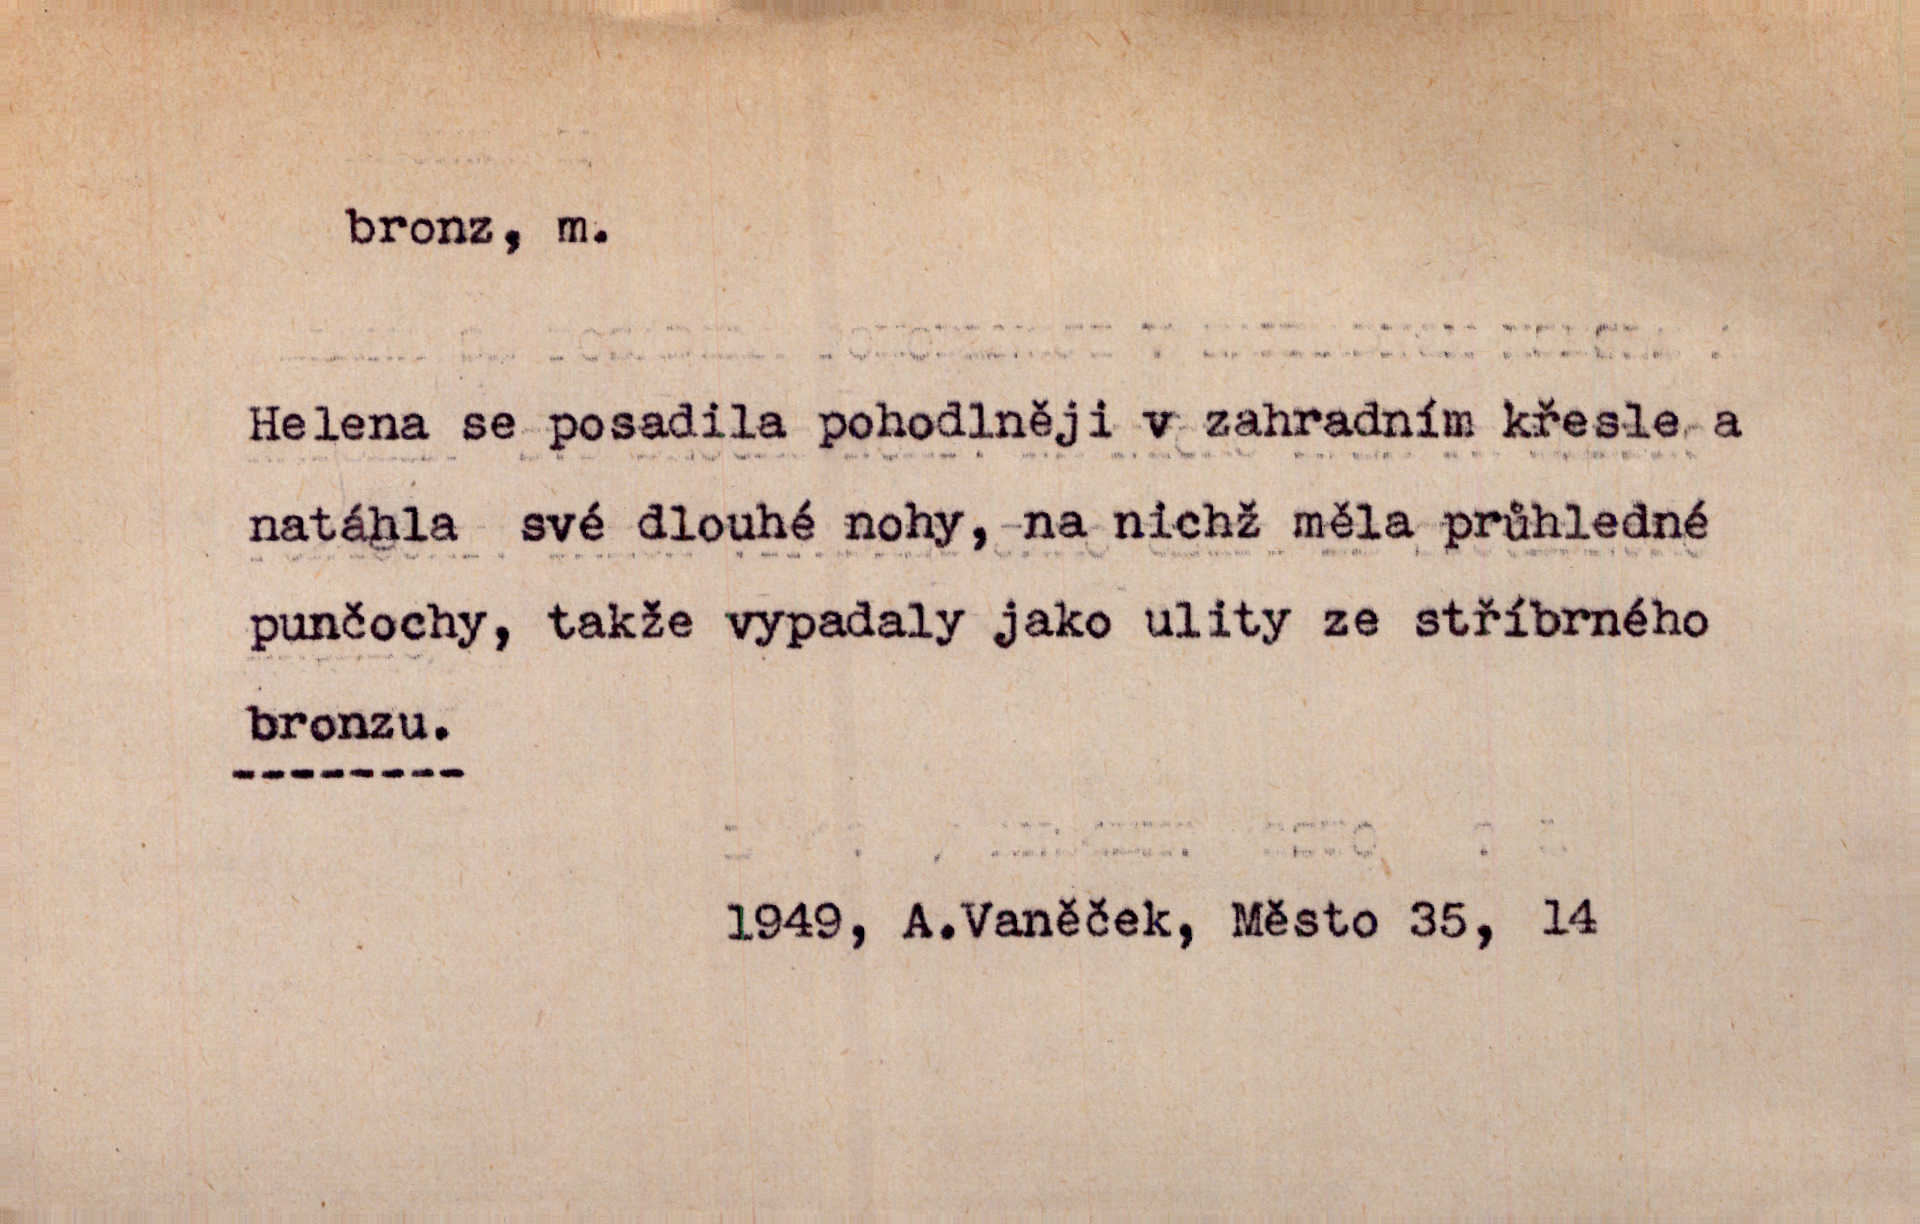 bronz, m.
Helena se posadila pohodlněji v zahradním křesle a
natáhla své dlouhé nohy, na nichž měla průhledné
punčochy, takže vypadaly jako ulity ze stříbrného
bronzu.
--------
1949, A.Vaněček, Město 35, 14